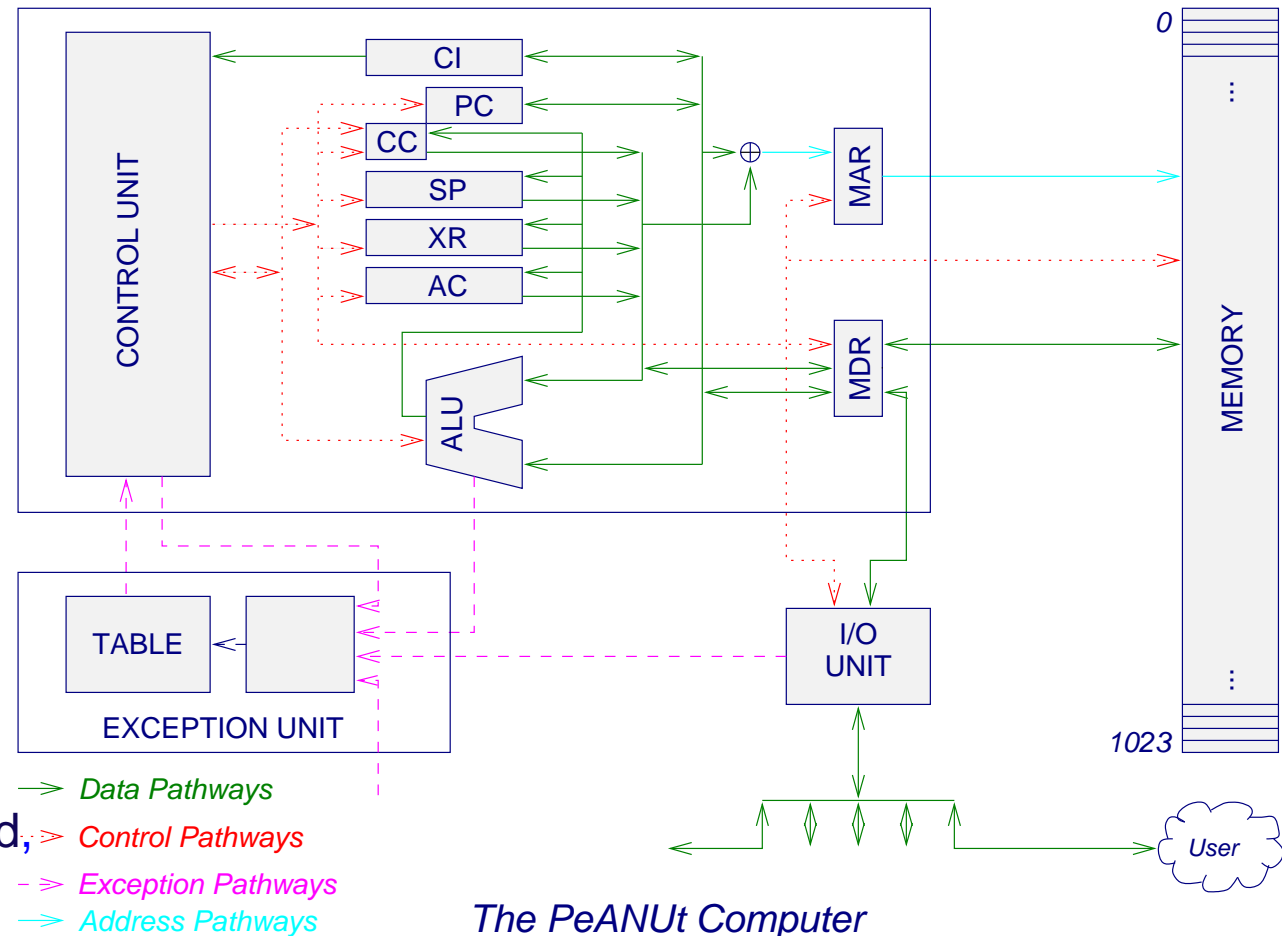 0
CI
PC
CC
SP
XR
AC
CONTROL UNIT
ALU
MAR
MDR
...
MEMORY
...
1023
TABLE
EXCEPTION UNIT
I/O
UNIT
Data Pathways
d,
Control Pathways
Exception Pathways
Address Pathways
User
The PeANUt Computer